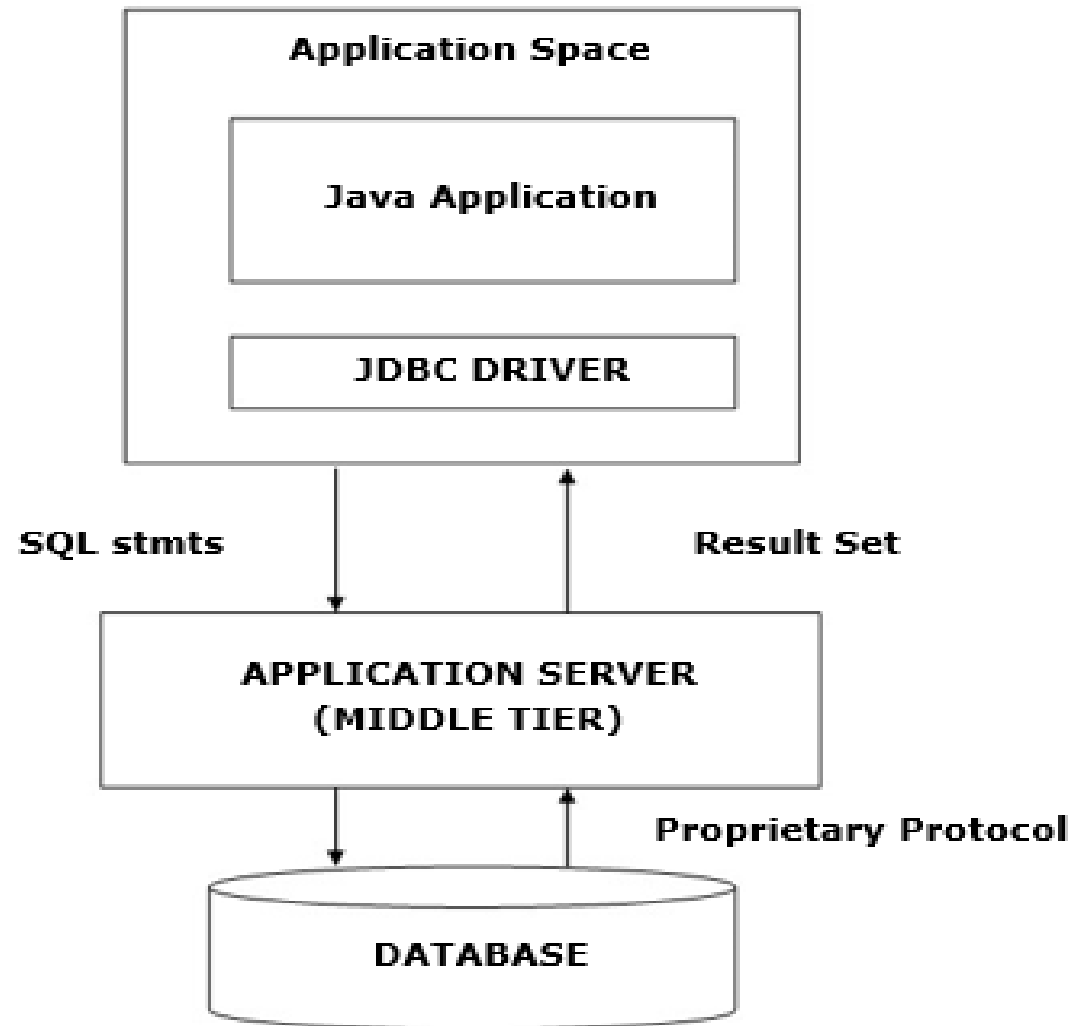 Application Space
Java Application
JDBC DRIVER
SQL stmts
Result Set
APPLICATION SERVER
(MIDDLE TIER)
Proprietary Protocol
DATABASE